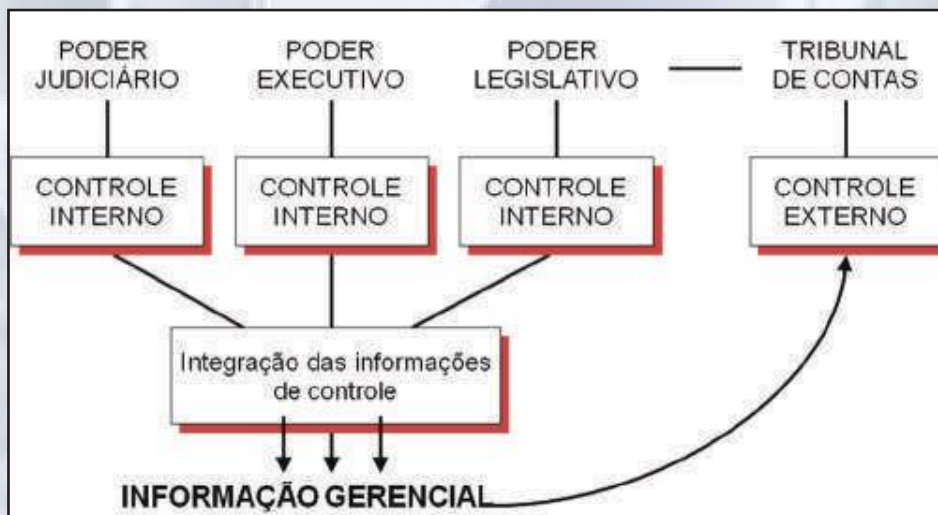 PODER
JUDICIÁRIO
PODER
EXECUTIVO
PODER
LEGISLATIVO
TRIBUNAL
DE CONTAS
CONTROLE
INTERNO
CONTROLE
INTERNO
CONTROLE
INTERNO
CONTROLE
EXTERNO
Integração das informações
de controle
INFORMAÇÃO GERENCIAL